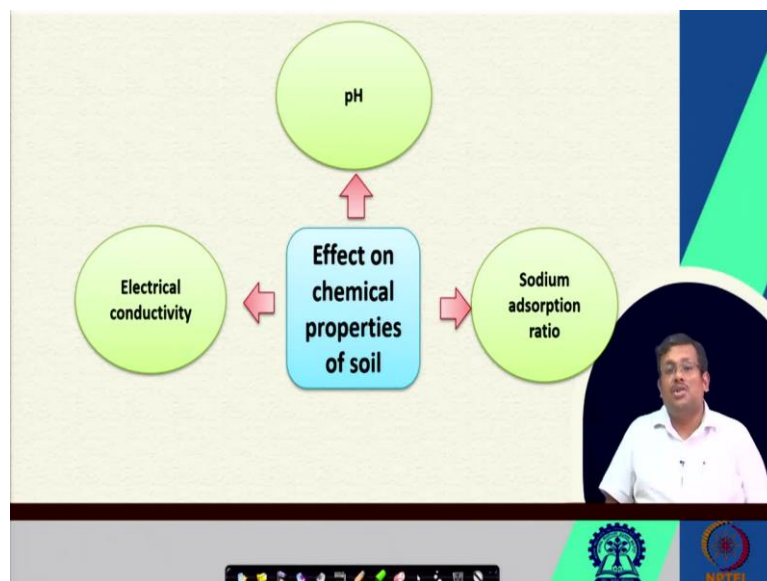 pH
Effect on
chemical
properties
of soil
Electrical
conductivity
Sodium
adsorption
ratio
NPTEL